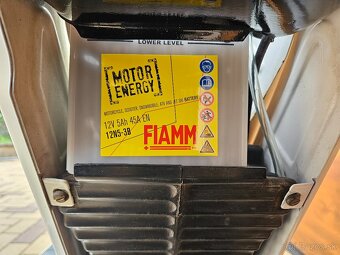 LOWER LEVEL
MOTOR
ENERGY
MOTORCYCLE, SCOOTER, SNOWMOBILE, ATV AND JET SKI BATTERY
12V 5Ah 45A EN
12N5-3B
FIAMM